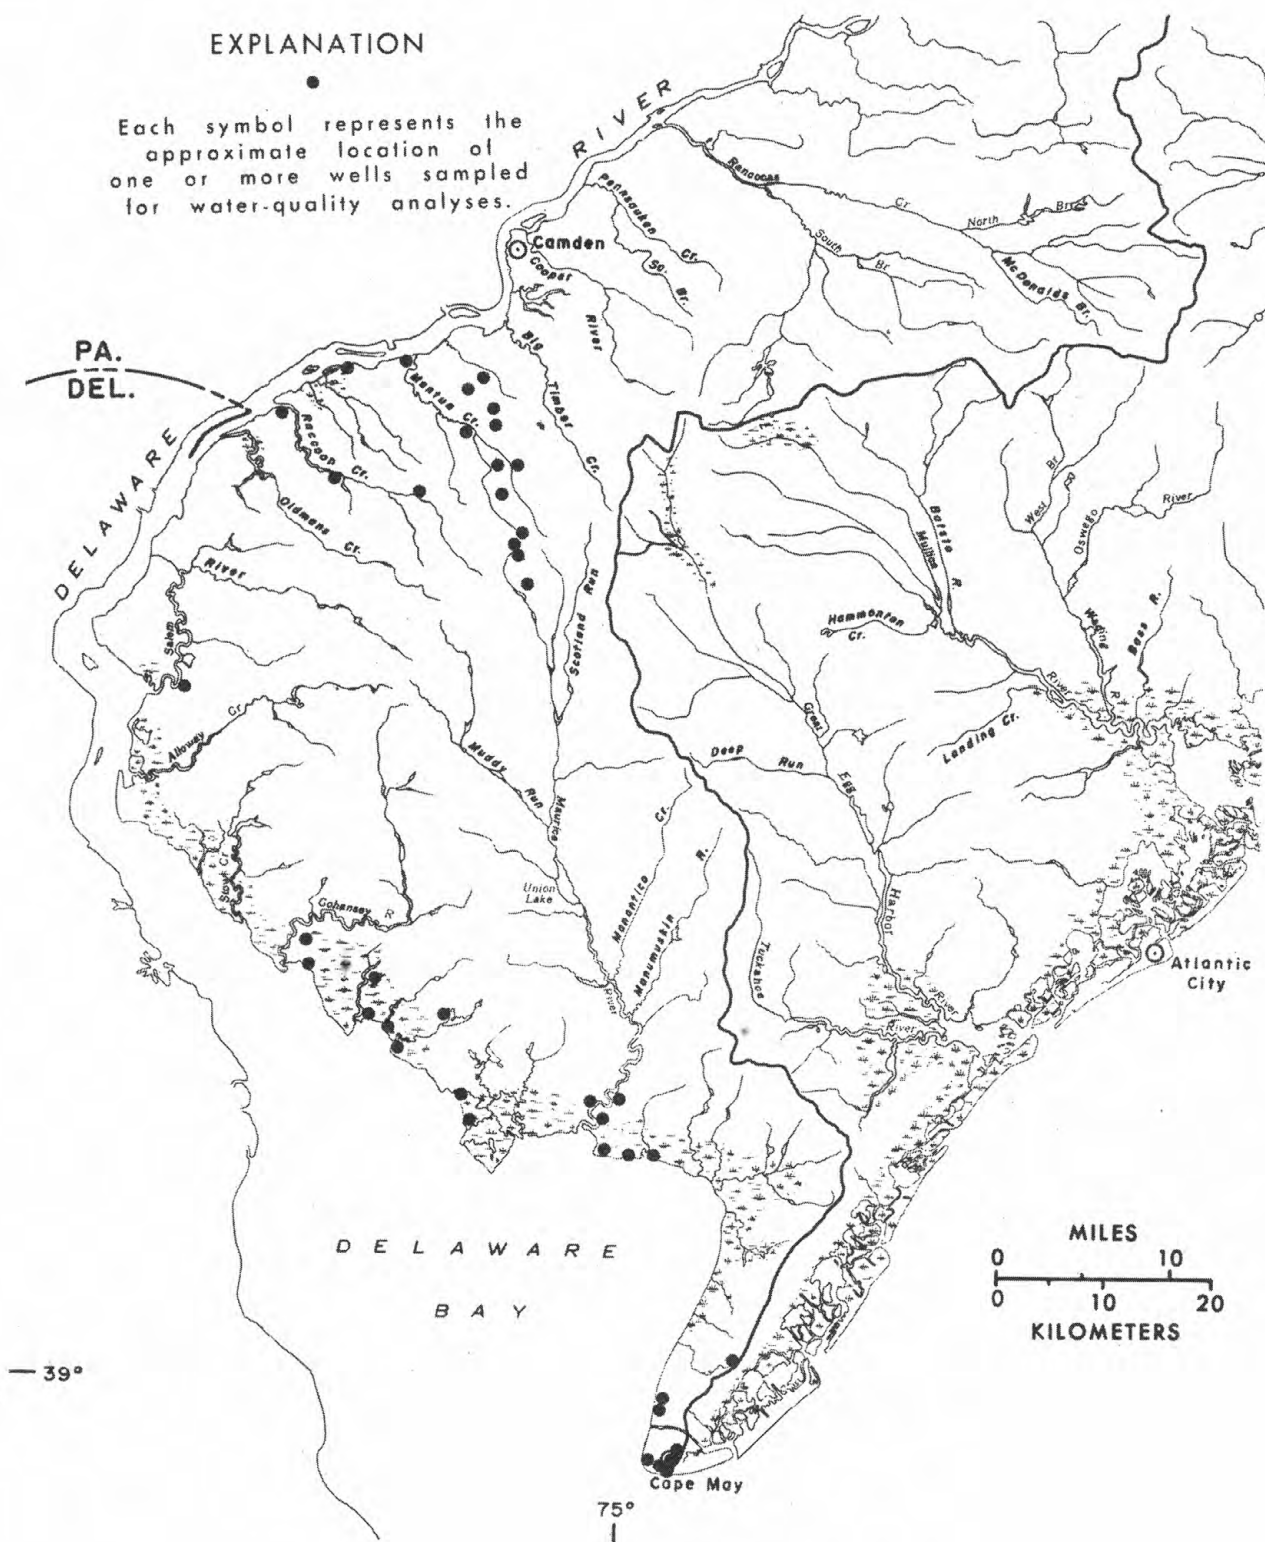 EXPLANATION
Each symbol represents the
approximate location of
one or more wells sampled
for water-quality analyses.
DELAWARE
RIVER
PA.
DEL.
Camden
Cooper
River
Pennsauken
Cr.
So.
Br.
Rancocas
Cr
North
Br.
South
Br
McDonalds
Br.
Big
Timber
Cr.
Mantua Cr.
Raccoon Cr.
Oldmans
Cr.
River
Salem
Alloway
Cr
Stow Cr
Cohansey R
Muddy
Run
Scotland Run
Maurice
River
Union
Lake
Manantico
Cr.
Manumuskin
R.
Tuckahoe
River
Deep
Run
Great
Egg
Harbor
River
Hammonton
Cr.
Batsto
R.
Mullica
River
Landing Cr.
West
Br
Oswego
River
Wading
R
Bass R.
Atlantic
City
DELAWARE
BAY
MILES
0 10
0 10 20
KILOMETERS
39°
Cape May
75°